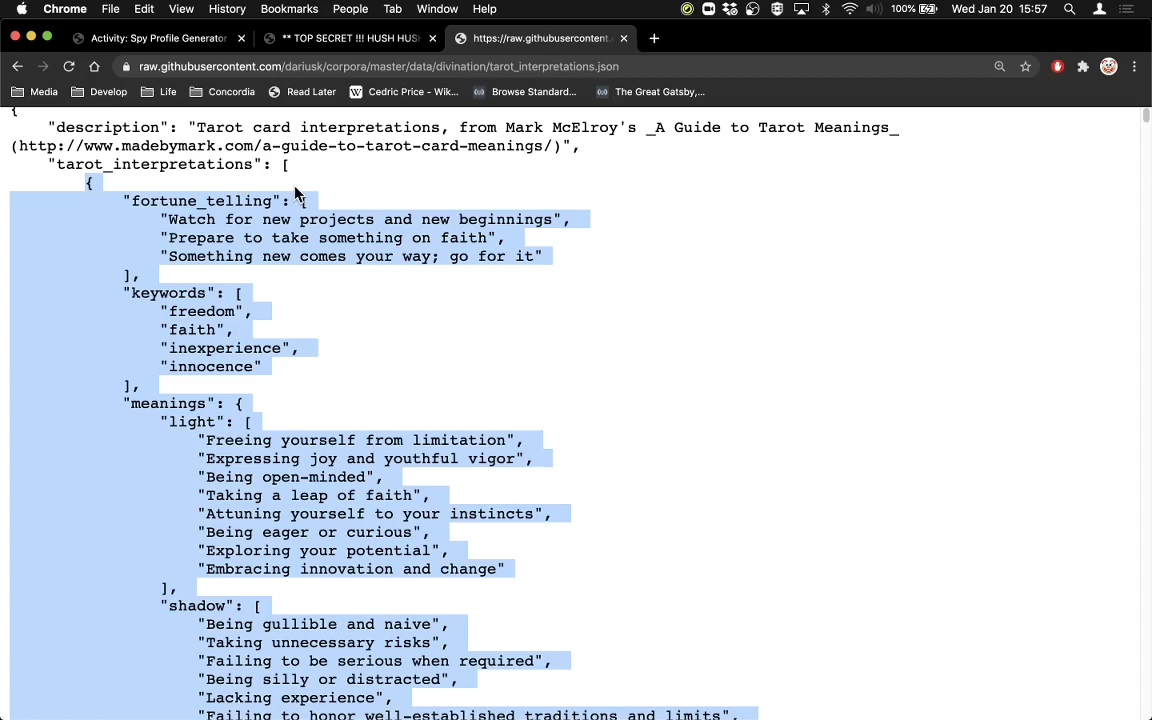 Chrome File Edit View History Bookmarks People Tab Window Help 100% Wed Jan 20 15:57
Activity: Spy Profile Generator ** TOP SECRET !!! HUSH HUS https://raw.githubusercontent.
raw.githubusercontent.com/dariusk/corpora/master/data/divination/tarot_interpretations.json
Media Develop Life Concordia Read Later Cedric Price - Wik... Browse Standard... The Great Gatsby,...
{
"description": "Tarot card interpretations, from Mark McElroy's _A Guide to Tarot Meanings_
(http://www.madebymark.com/a-guide-to-tarot-card-meanings/)",
"tarot_interpretations": [
{
"fortune_telling": [
"Watch for new projects and new beginnings",
"Prepare to take something on faith",
"Something new comes your way; go for it"
],
"keywords": [
"freedom",
"faith",
"inexperience",
"innocence"
],
"meanings": {
"light": [
"Freeing yourself from limitation",
"Expressing joy and youthful vigor",
"Being open-minded",
"Taking a leap of faith",
"Attuning yourself to your instincts",
"Being eager or curious",
"Exploring your potential",
"Embracing innovation and change"
],
"shadow": [
"Being gullible and naive",
"Taking unnecessary risks",
"Failing to be serious when required",
"Being silly or distracted",
"Lacking experience",
"Failing to honor well-established traditions and limits",